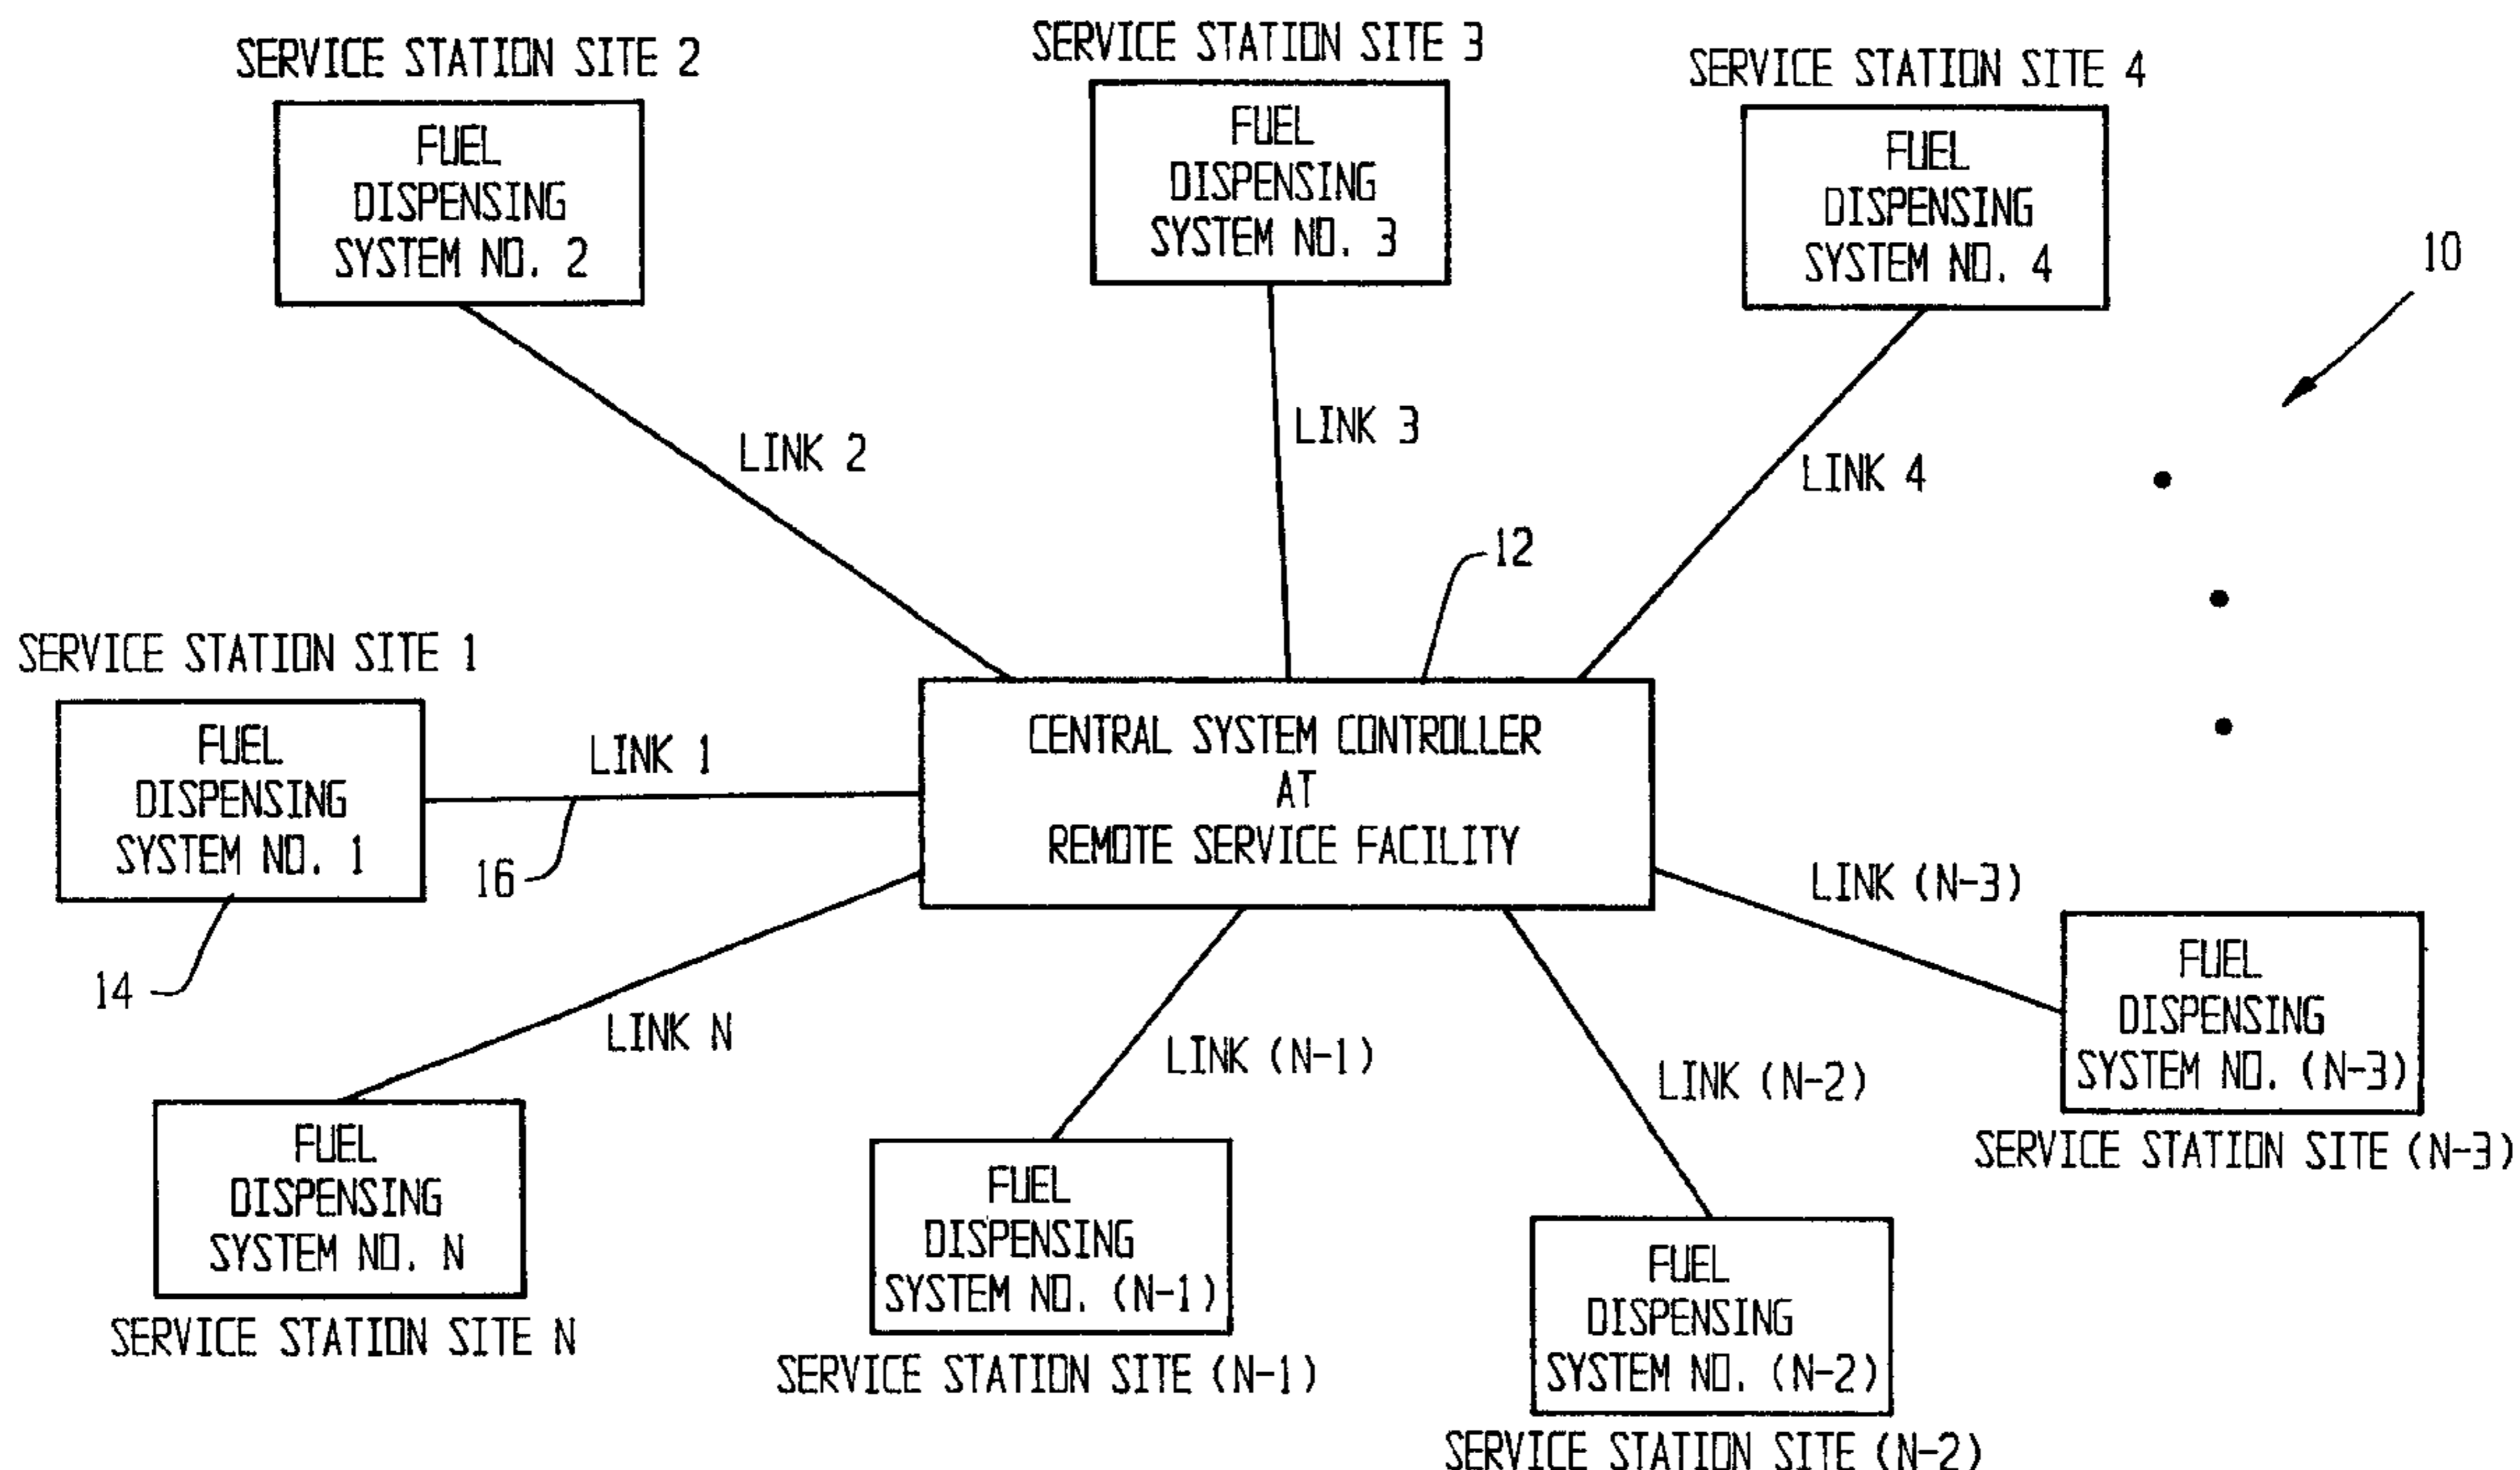 SERVICE STATION SITE 2
FUEL
DISPENSING
SYSTEM NO. 2
SERVICE STATION SITE 3
FUEL
DISPENSING
SYSTEM NO. 3
SERVICE STATION SITE 4
FUEL
DISPENSING
SYSTEM NO. 4
10
LINK 2
LINK 3
LINK 4
12
SERVICE STATION SITE 1
FUEL
DISPENSING
SYSTEM NO. 1
14
LINK 1
16
CENTRAL SYSTEM CONTROLLER
AT
REMOTE SERVICE FACILITY
LINK (N-3)
FUEL
DISPENSING
SYSTEM NO. (N-3)
SERVICE STATION SITE (N-3)
LINK N
LINK (N-1)
LINK (N-2)
FUEL
DISPENSING
SYSTEM NO. N
SERVICE STATION SITE N
FUEL
DISPENSING
SYSTEM NO. (N-1)
SERVICE STATION SITE (N-1)
FUEL
DISPENSING
SYSTEM NO. (N-2)
SERVICE STATION SITE (N-2)